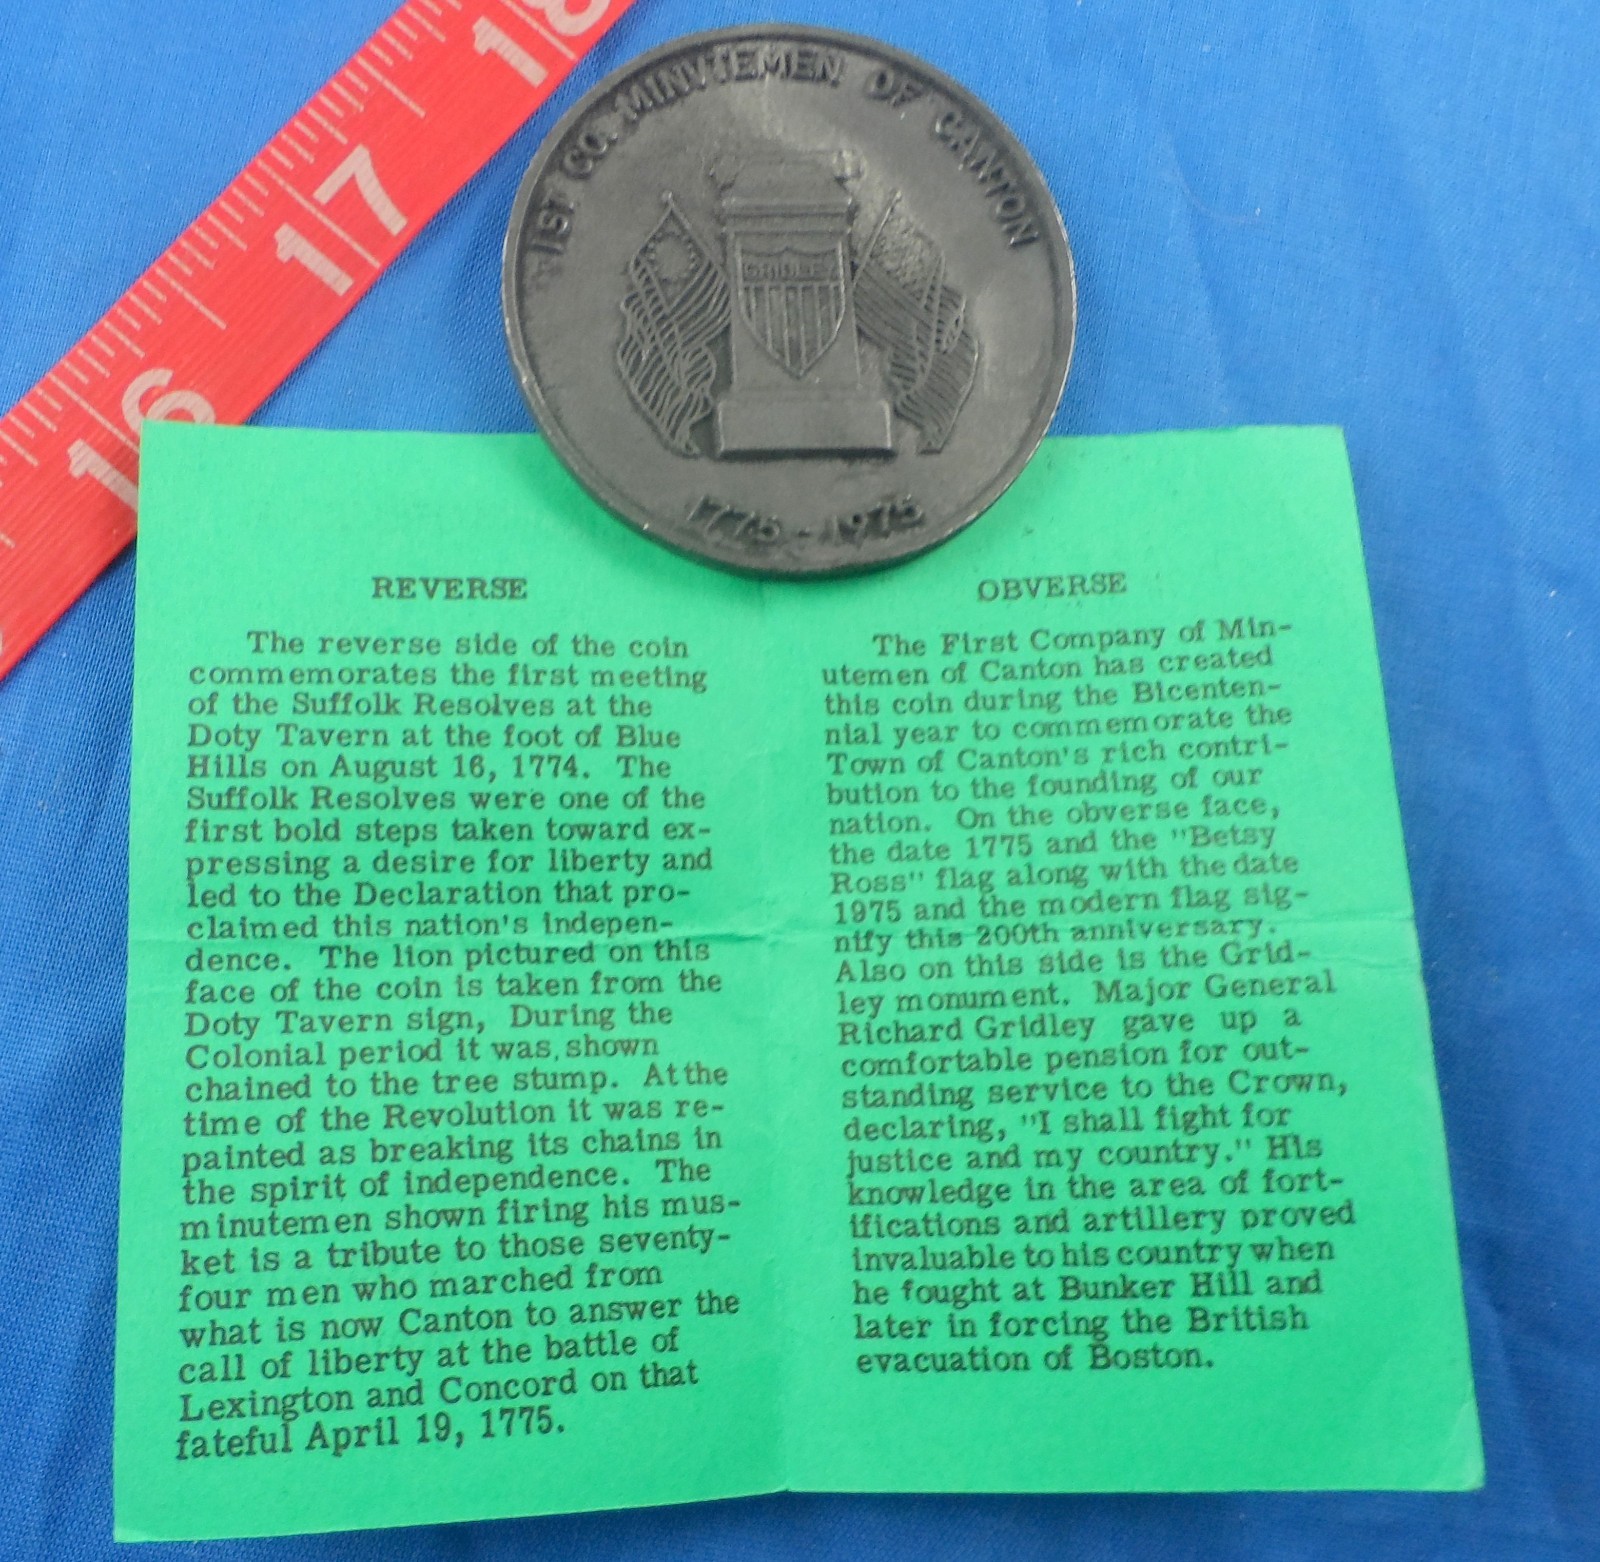 16
17
18
1ST CO. MINVTEMEN OF CANTON
GRIDLEY
1775 - 1975
REVERSE
The reverse side of the coin
commemorates the first meeting
of the Suffolk Resolves at the
Doty Tavern at the foot of Blue
Hills on August 16, 1774. The
Suffolk Resolves were one of the
first bold steps taken toward ex-
pressing a desire for liberty and
led to the Declaration that pro-
claimed this nation's indepen-
dence. The lion pictured on this
face of the coin is taken from the
Doty Tavern sign, During the
Colonial period it was shown
chained to the tree stump. At the
time of the Revolution it was re-
painted as breaking its chains in
the spirit of independence. The
minutemen shown firing his mus-
ket is a tribute to those seventy-
four men who marched from
what is now Canton to answer the
call of liberty at the battle of
Lexington and Concord on that
fateful April 19, 1775.
OBVERSE
The First Company of Min-
utemen of Canton has created
this coin during the Bicenten-
nial year to commemorate the
Town of Canton's rich contri-
bution to the founding of our
nation. On the obverse face,
the date 1775 and the "Betsy
Ross" flag along with the date
1975 and the modern flag sig-
nify this 200th anniversary.
Also on this side is the Grid-
ley monument. Major General
Richard Gridley gave up a
comfortable pension for out-
standing service to the Crown,
declaring, "I shall fight for
justice and my country." His
knowledge in the area of fort-
ifications and artillery proved
invaluable to his country when
he fought at Bunker Hill and
later in forcing the British
evacuation of Boston.